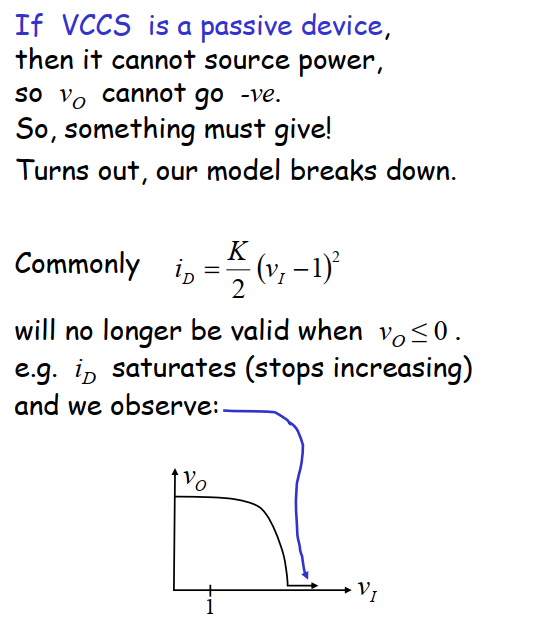 If VCCS is a passive device,
then it cannot source power,
so v_O cannot go -ve.
So, something must give!
Turns out, our model breaks down.
Commonly i_D = K/2 (v_I – 1)²
will no longer be valid when v_O ≤ 0 .
e.g. i_D saturates (stops increasing)
and we observe:
v_O
v_I
1